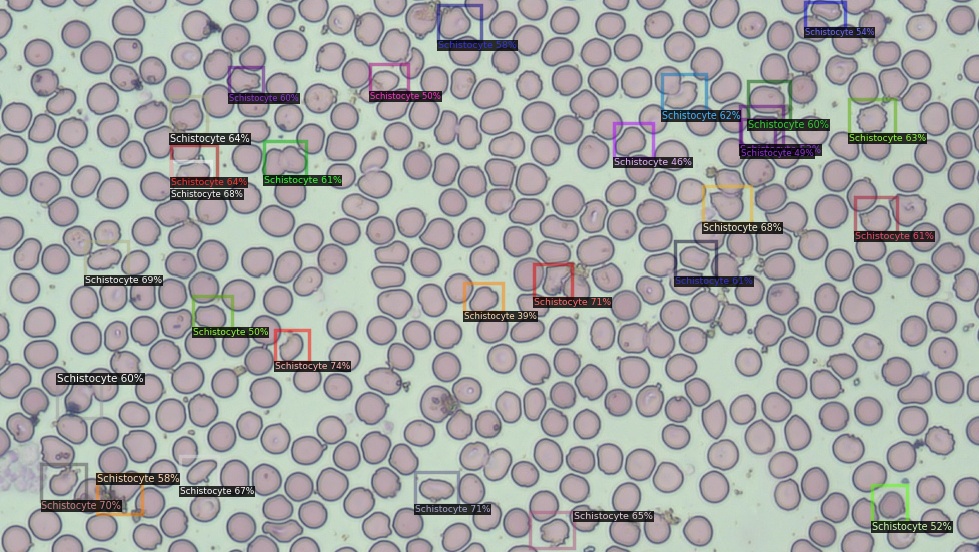 Schistocyte 54%
Schistocyte 58%
Schistocyte 60%
Schistocyte 50%
Schistocyte 62%
Schistocyte 60%
Schistocyte 63%
Schistocyte 64%
Schistocyte 49%
Schistocyte 46%
Schistocyte 64%
Schistocyte 61%
Schistocyte 68%
Schistocyte 68%
Schistocyte 61%
Schistocyte 69%
Schistocyte 61%
Schistocyte 71%
Schistocyte 39%
Schistocyte 50%
Schistocyte 74%
Schistocyte 60%
Schistocyte 58%
Schistocyte 67%
Schistocyte 70%
Schistocyte 71%
Schistocyte 65%
Schistocyte 52%